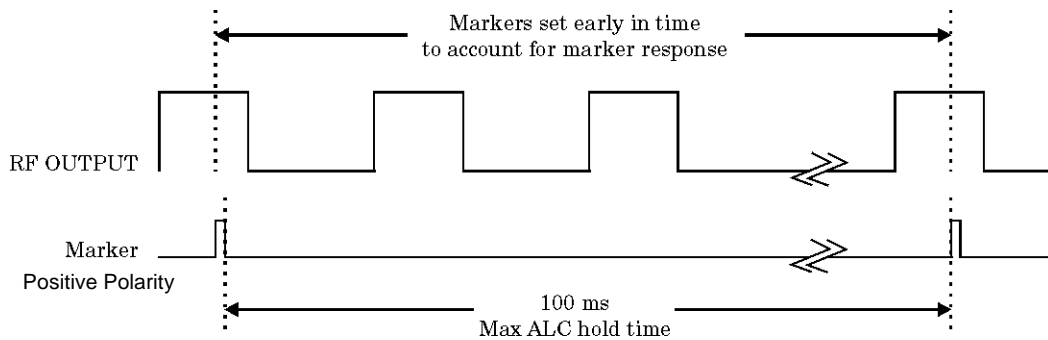 Markers set early in time
to account for marker response
RF OUTPUT
Marker
Positive Polarity
100 ms
Max ALC hold time